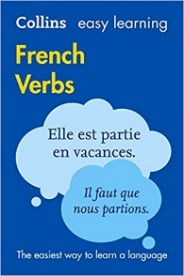 Collins easy learning
French
Verbs
Elle est partie
en vacances.
Il faut que
nous partions.
The easiest way to learn a language